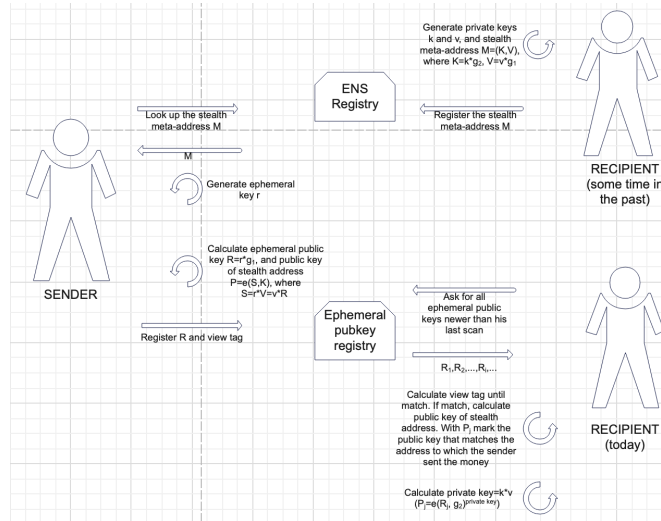 Generate private keys
k and v, and stealth
meta-address M=(K,V),
where K=k*g₂, V=v*g₁
ENS
Registry
Look up the stealth
meta-address M
Register the stealth
meta-address M
M
RECIPIENT
(some time in
the past)
Generate ephemeral
key r
Calculate ephemeral public
key R=r*g₁, and public key
of stealth address
P=e(S,K), where
S=r*V=v*R
SENDER
Ask for all
ephemeral public
keys newer than his
last scan
Ephemeral
pubkey
registry
Register R and view tag
R₁,R₂,...,Rᵢ,...
Calculate view tag until
match. If match, calculate
public key of stealth
address. With Pⱼ mark the
public key that matches the
address to which the sender
sent the money
RECIPIENT
(today)
Calculate private key=k*v
(Pⱼ=e(Rⱼ, g₂)^private key)